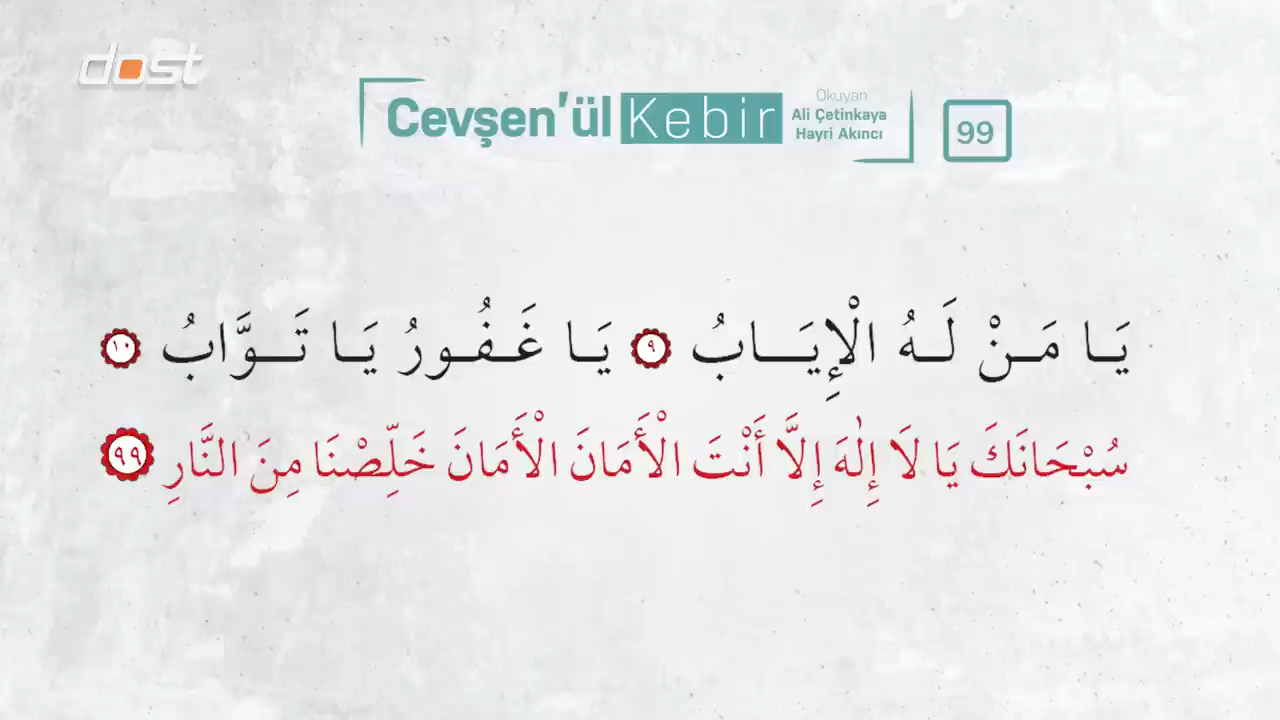 dost
Cevşen'ül Kebir
Okuyan
Ali Çetinkaya
Hayri Akıncı
99
يَا مَنْ لَهُ الْإِيَابُ ٩ يَا غَفُورُ يَا تَوَّابُ ١٠
سُبْحَانَكَ يَا لَا إِلٰهَ إِلَّا أَنْتَ الْأَمَانَ الْأَمَانَ خَلِّصْنَا مِنَ النَّارِ ٩٩